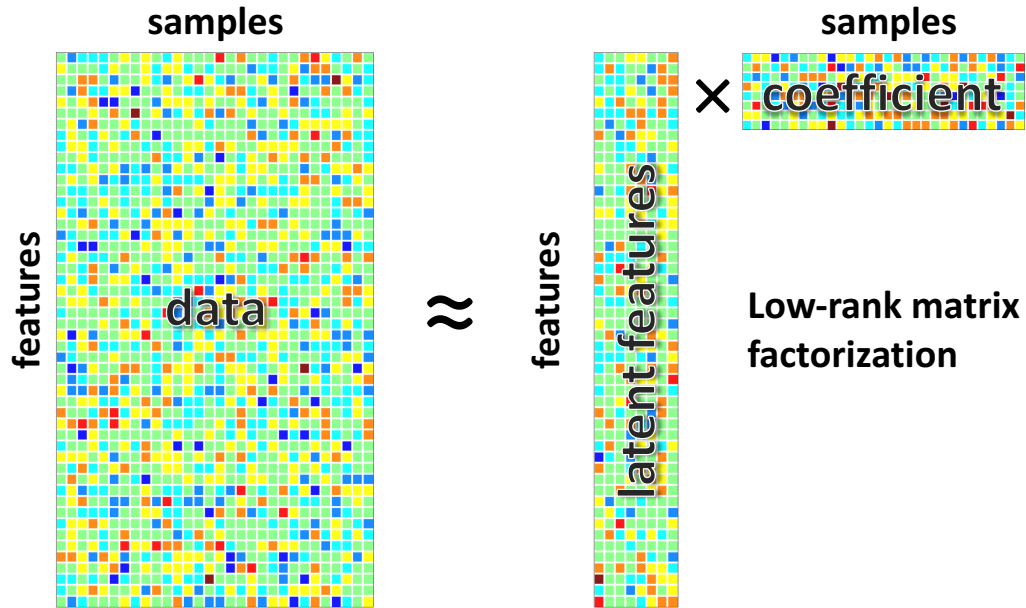 samples
samples
features
data
≈
features
latent features
×
coefficient
Low-rank matrix
factorization